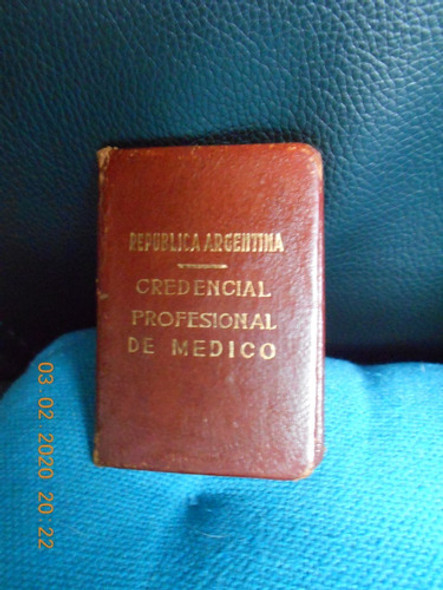 REPUBLICA ARGENTINA
CREDENCIAL
PROFESIONAL
DE MEDICO
03 02 2020 20 22